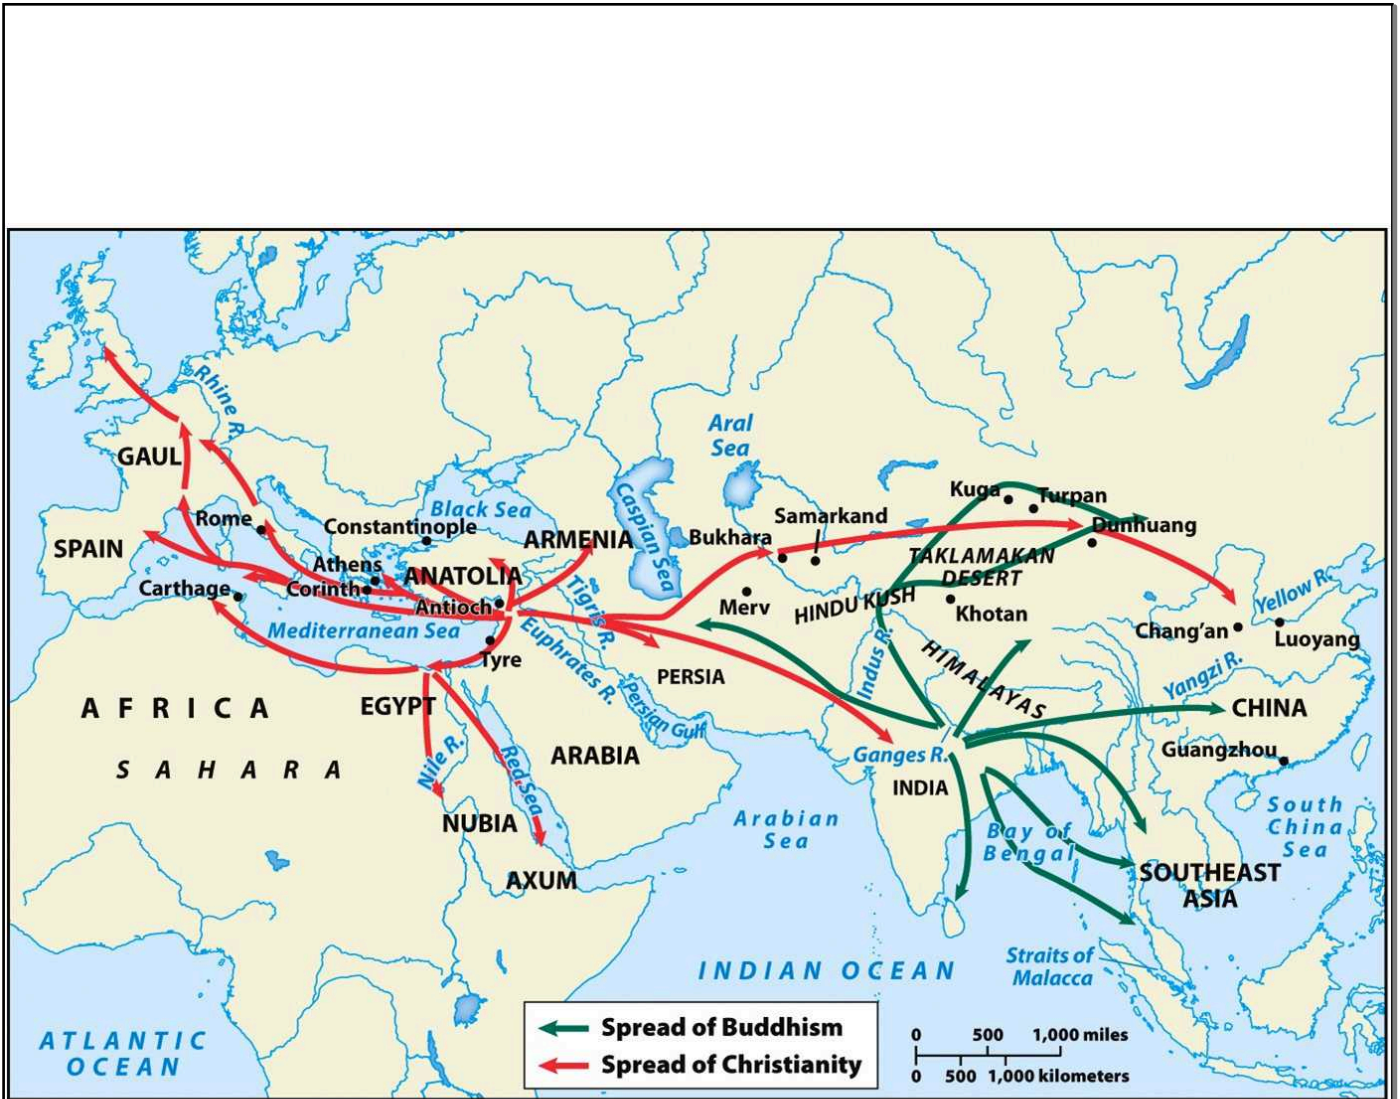 Rhine R.
GAUL
Aral
Sea
Black Sea
Caspian Sea
Kuga
Turpan
Rome
Constantinople
Samarkand
Dunhuang
SPAIN
ARMENIA
Bukhara
TAKLAMAKAN
DESERT
Athens
ANATOLIA
Carthage
Corinth
Antioch
Tigris R.
Merv
HINDU KUSH
Khotan
Yellow R.
Mediterranean Sea
Chang'an
Luoyang
Tyre
Euphrates R.
PERSIA
Indus R.
HIMALAYAS
Yangzi R.
AFRICA
EGYPT
Persian Gulf
CHINA
SAHARA
Nile R.
Red Sea
ARABIA
Ganges R.
Guangzhou
INDIA
NUBIA
Arabian
Sea
Bay of
Bengal
South
China
Sea
AXUM
SOUTHEAST
ASIA
INDIAN OCEAN
Straits of
Malacca
ATLANTIC
OCEAN
Spread of Buddhism
Spread of Christianity
0 500 1,000 miles
0 500 1,000 kilometers